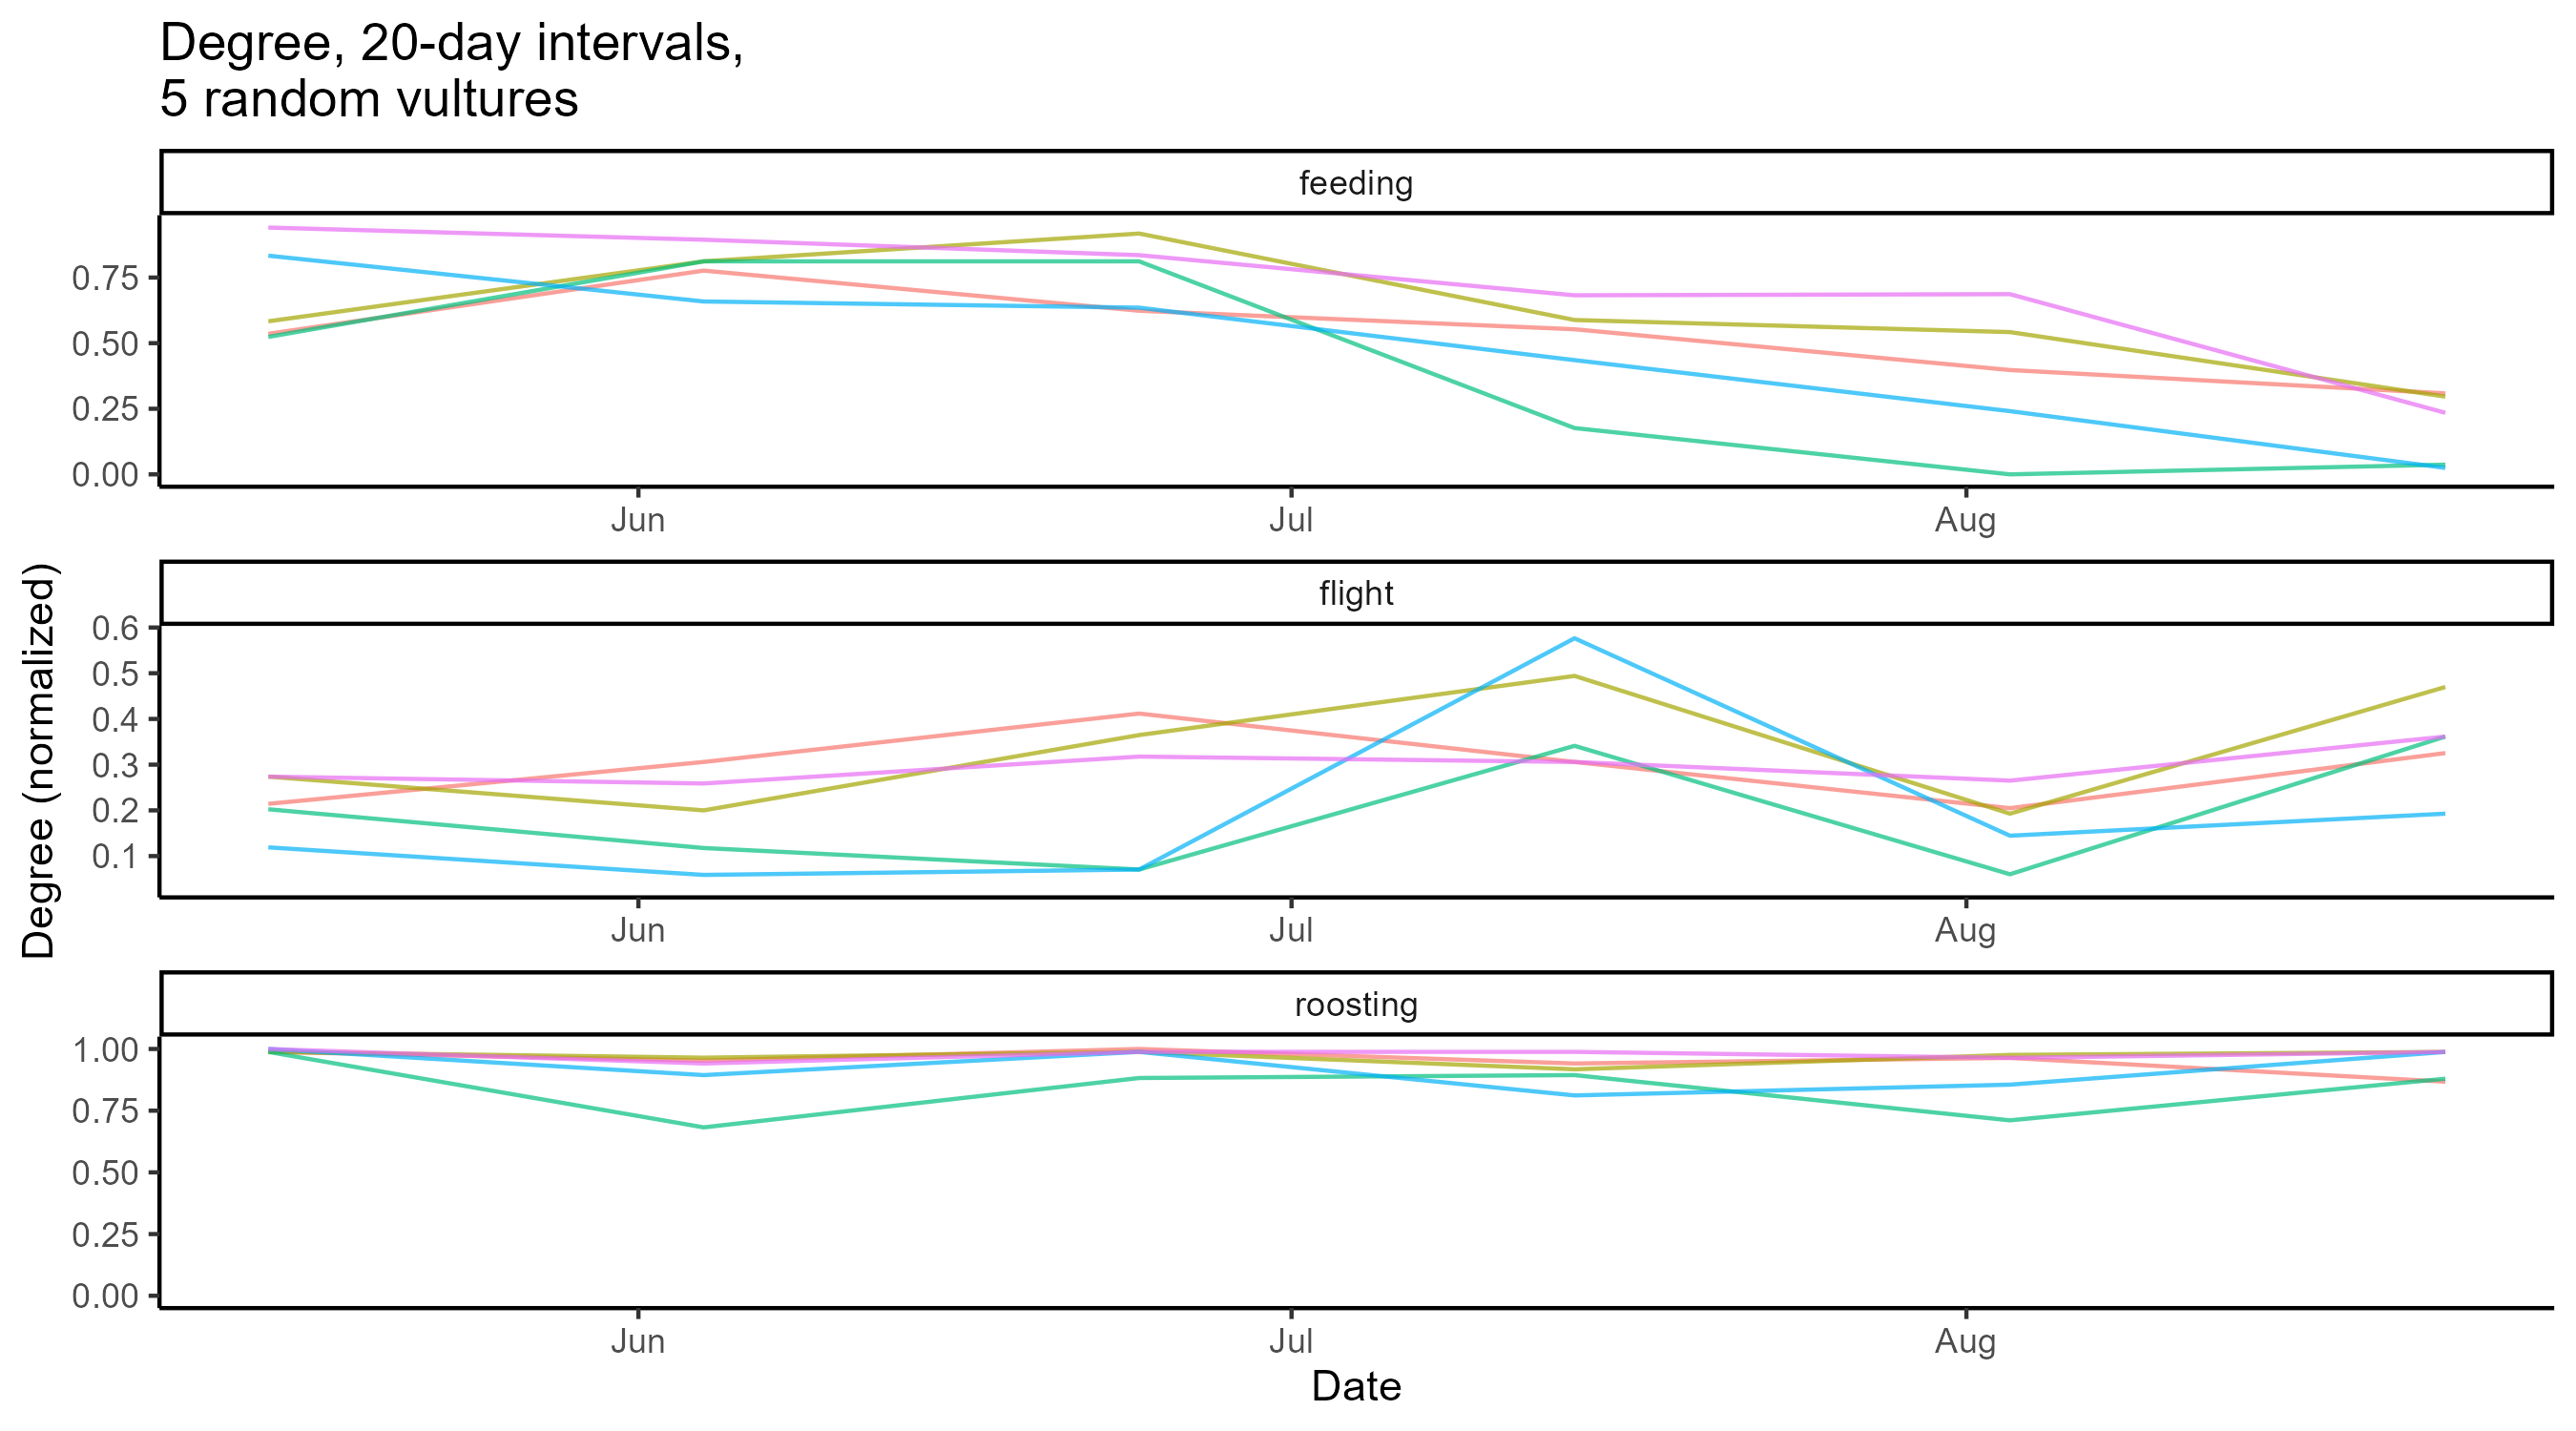 Degree, 20-day intervals,
5 random vultures
feeding
0.75
0.50
0.25
0.00
Jun Jul Aug
Degree (normalized)
flight
0.6
0.5
0.4
0.3
0.2
0.1
Jun Jul Aug
roosting
1.00
0.75
0.50
0.25
0.00
Jun Jul Aug
Date